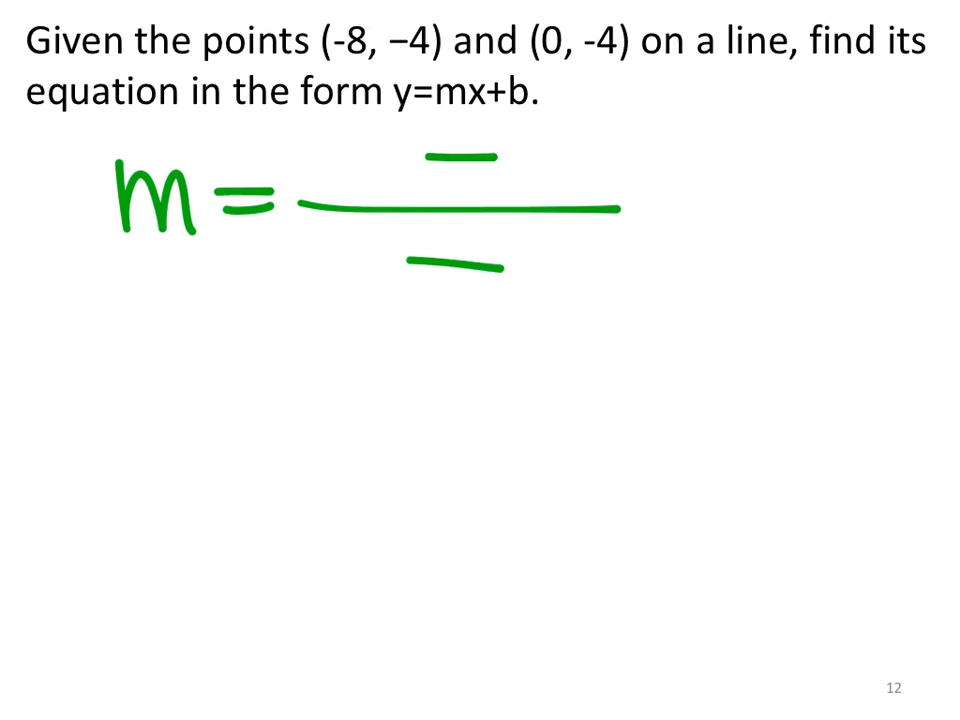 Given the points (-8, −4) and (0, -4) on a line, find its
equation in the form y=mx+b.
−
m =
−
12